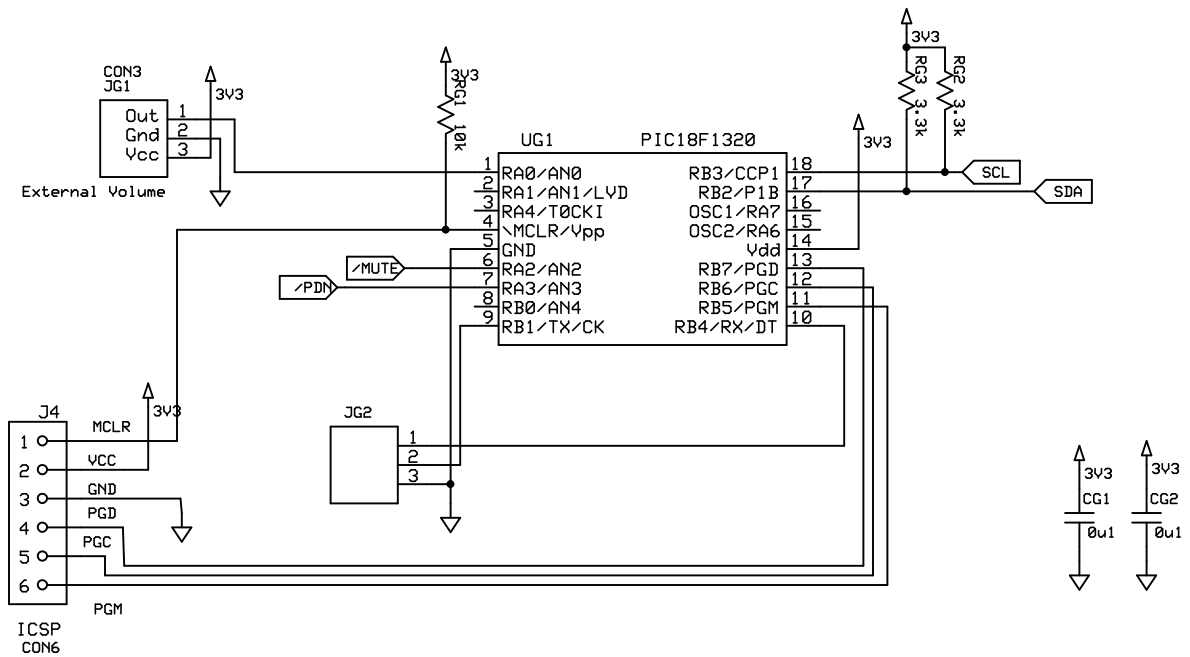 3V3
RG3 3.3k
RG2 3.3k
CON3
JG1
3V3
Out 1
Gnd 2
Vcc 3
External Volume
3V3
RG1 10k
UG1 PIC18F1320
3V3
1 RA0/AN0 RB3/CCP1 18 SCL
2 RA1/AN1/LVD RB2/P1B 17 SDA
3 RA4/T0CKI OSC1/RA7 16
4 \MCLR/Vpp OSC2/RA6 15
5 GND Vdd 14
/MUTE 6 RA2/AN2 RB7/PGD 13
/PDN 7 RA3/AN3 RB6/PGC 12
8 RB0/AN4 RB5/PGM 11
9 RB1/TX/CK RB4/RX/DT 10
3V3
J4
JG2
1 MCLR
2 VCC
3 GND
4 PGD
5 PGC
6 PGM
ICSP
CON6
1
2
3
3V3
CG1
0u1
3V3
CG2
0u1